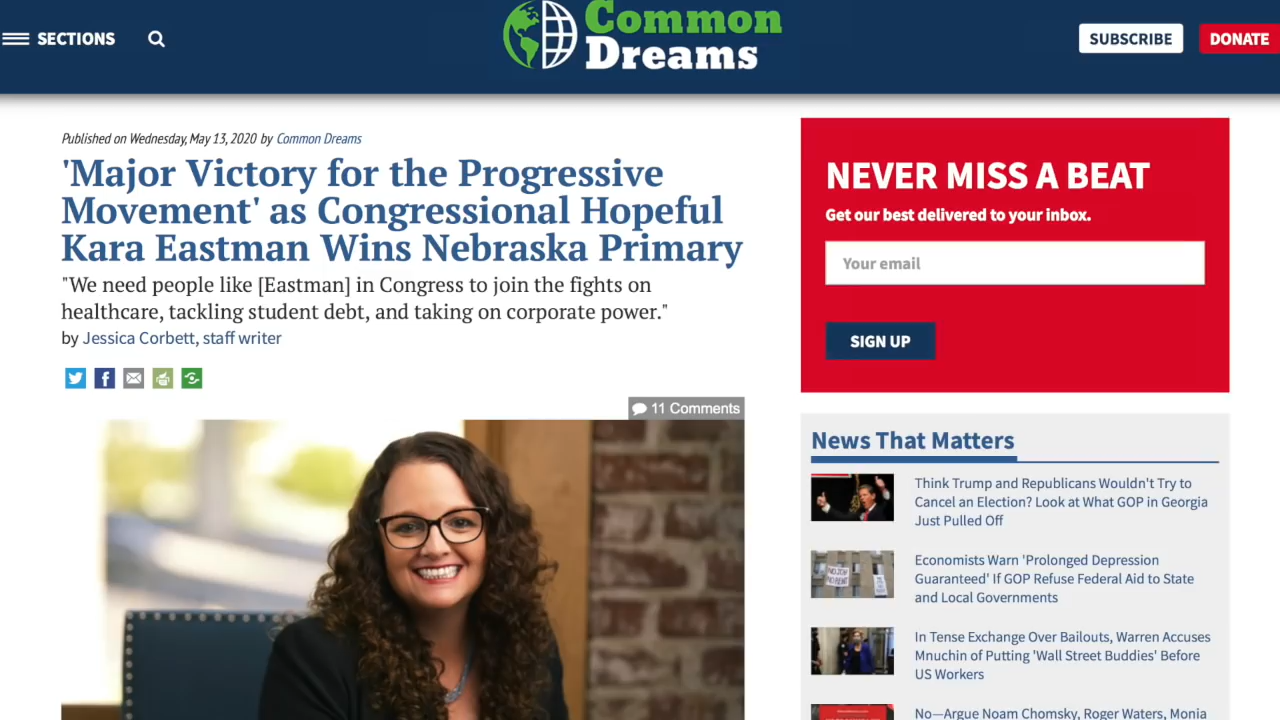 SECTIONS
Common
Dreams
SUBSCRIBE
DONATE
Published on Wednesday, May 13, 2020 by Common Dreams
'Major Victory for the Progressive
Movement' as Congressional Hopeful
Kara Eastman Wins Nebraska Primary
"We need people like [Eastman] in Congress to join the fights on
healthcare, tackling student debt, and taking on corporate power."
by Jessica Corbett, staff writer
11 Comments
NEVER MISS A BEAT
Get our best delivered to your inbox.
Your email
SIGN UP
News That Matters
Think Trump and Republicans Wouldn't Try to
Cancel an Election? Look at What GOP in Georgia
Just Pulled Off
Economists Warn 'Prolonged Depression
Guaranteed' If GOP Refuse Federal Aid to State
and Local Governments
In Tense Exchange Over Bailouts, Warren Accuses
Mnuchin of Putting 'Wall Street Buddies' Before
US Workers
No—Argue Noam Chomsky, Roger Waters, Monia